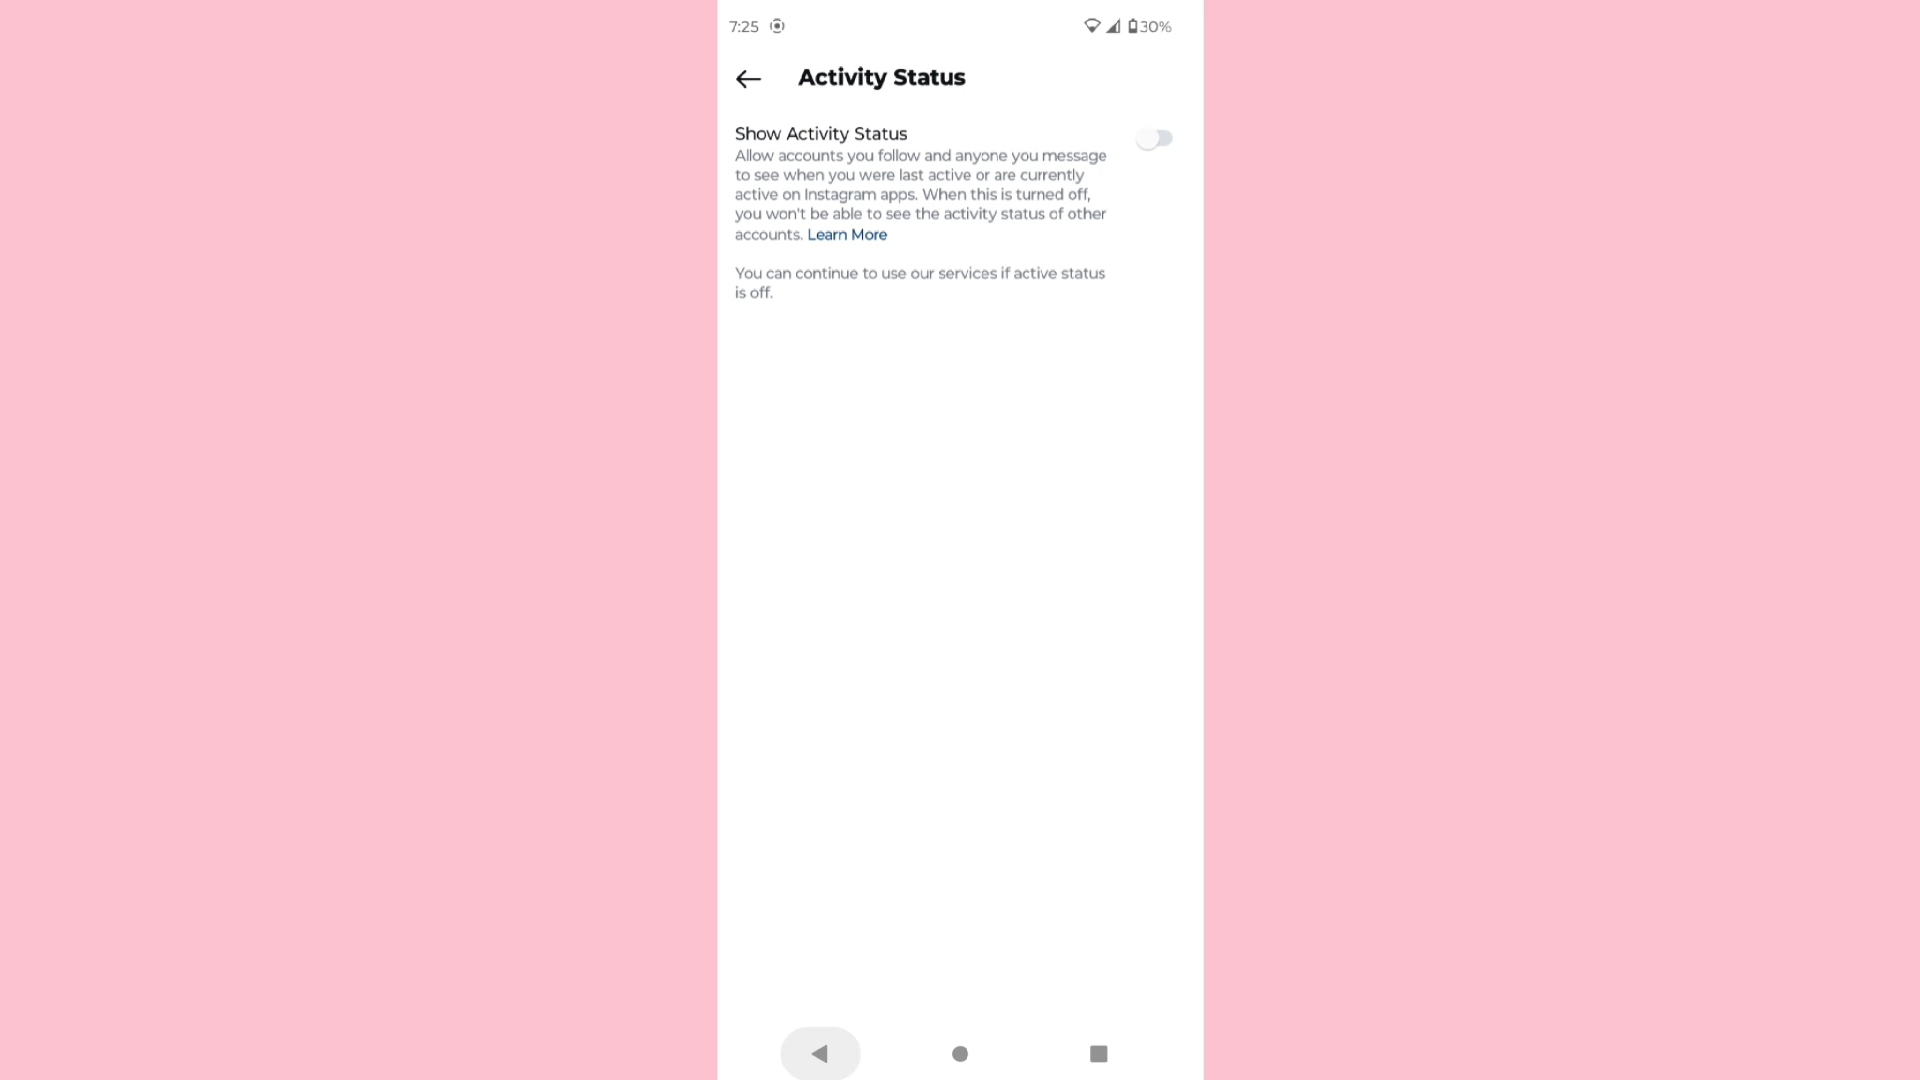 7:25
30%
Activity Status
Show Activity Status
Allow accounts you follow and anyone you message
to see when you were last active or are currently
active on Instagram apps. When this is turned off,
you won't be able to see the activity status of other
accounts. Learn More
You can continue to use our services if active status
is off.